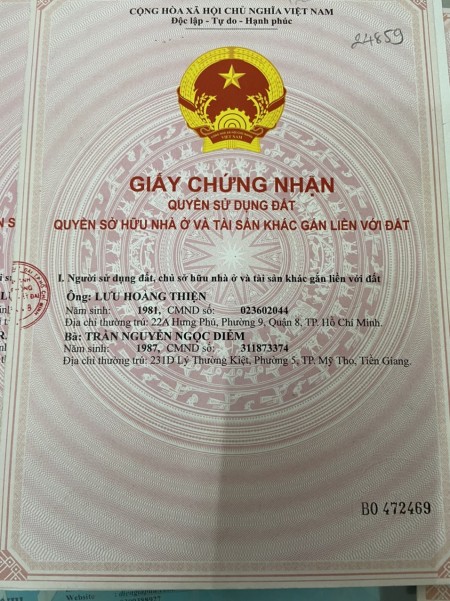 CỘNG HÒA XÃ HỘI CHỦ NGHĨA VIỆT NAM
Độc lập - Tự do - Hạnh phúc
24859
VIỆT NAM
GIẤY CHỨNG NHẬN
QUYỀN SỬ DỤNG ĐẤT
QUYỀN SỞ HỮU NHÀ Ở VÀ TÀI SẢN KHÁC GẮN LIỀN VỚI ĐẤT
I. Người sử dụng đất, chủ sở hữu nhà ở và tài sản khác gắn liền với đất
Ông: LƯU HOÀNG THIỆN
Năm sinh: 1981, CMND số: 023602044
Địa chỉ thường trú: 22A Hưng Phú, Phường 9, Quận 8, TP. Hồ Chí Minh.
Bà: TRẦN NGUYỄN NGỌC DIỄM
Năm sinh: 1987, CMND số: 311873374
Địa chỉ thường trú: 231D Lý Thường Kiệt, Phường 5, TP. Mỹ Tho, Tiền Giang.
BO 472469
Website